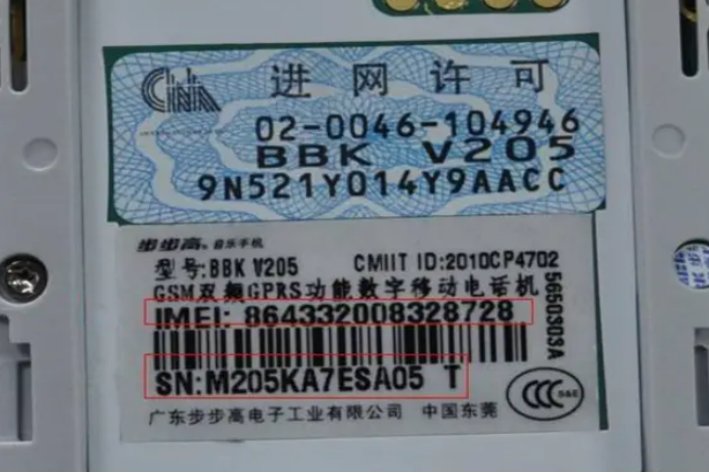 CINA 进网许可
02-0046-104946
BBK V205
9N521Y014Y9AACC
步步高 音乐手机
型号:BBK V205 CMIIT ID:2010CP4702
GSM双频GPRS功能数字移动电话机
IMEI: 864332008328728
SN:M205KA7ESA05 T
5650303A
CCC S&E
广东步步高电子工业有限公司 中国东莞